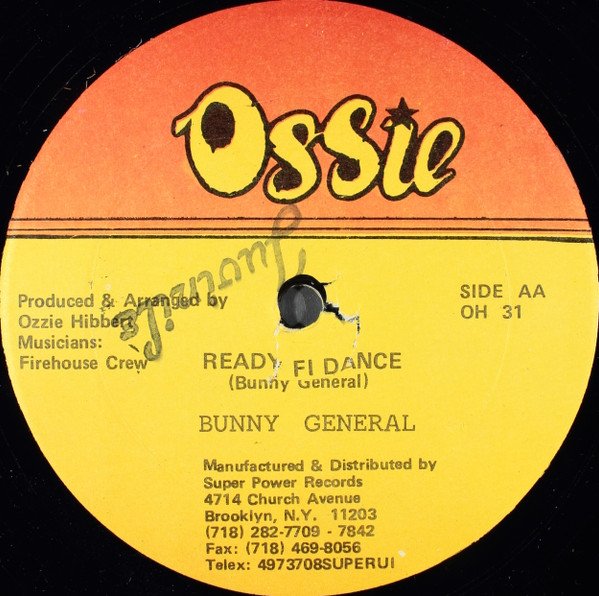 Ossie
Juvinile
Produced & Arranged by
Ozzie Hibbert
Musicians:
Firehouse Crew
SIDE AA
OH 31
READY FI DANCE
(Bunny General)
BUNNY GENERAL
Manufactured & Distributed by
Super Power Records
4714 Church Avenue
Brooklyn, N.Y. 11203
(718) 282-7709 - 7842
Fax: (718) 469-8056
Telex: 4973708SUPERUI